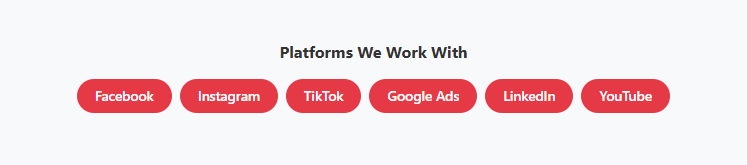 Platforms We Work With
Facebook Instagram TikTok Google Ads LinkedIn YouTube